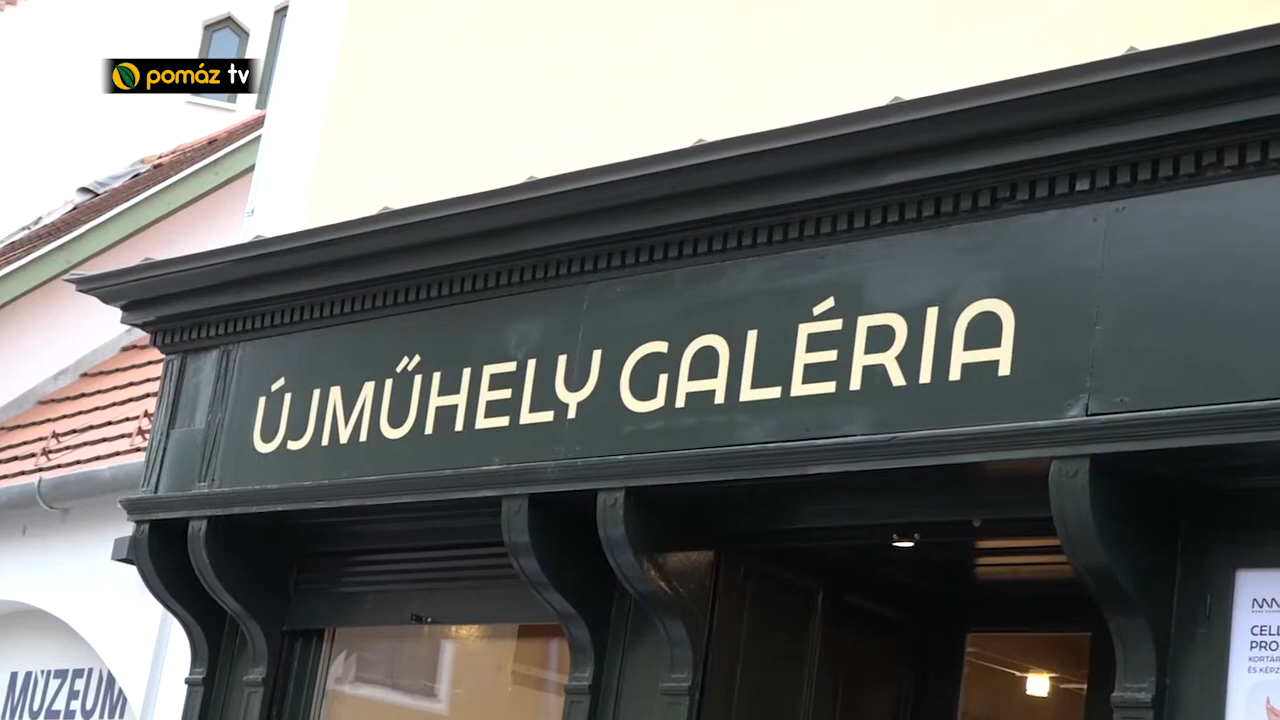 pomáz tv
ÚJMŰHELY GALÉRIA
MÚZEUM
CELL
PRO
KORTÁR
ÉS KÉPZ